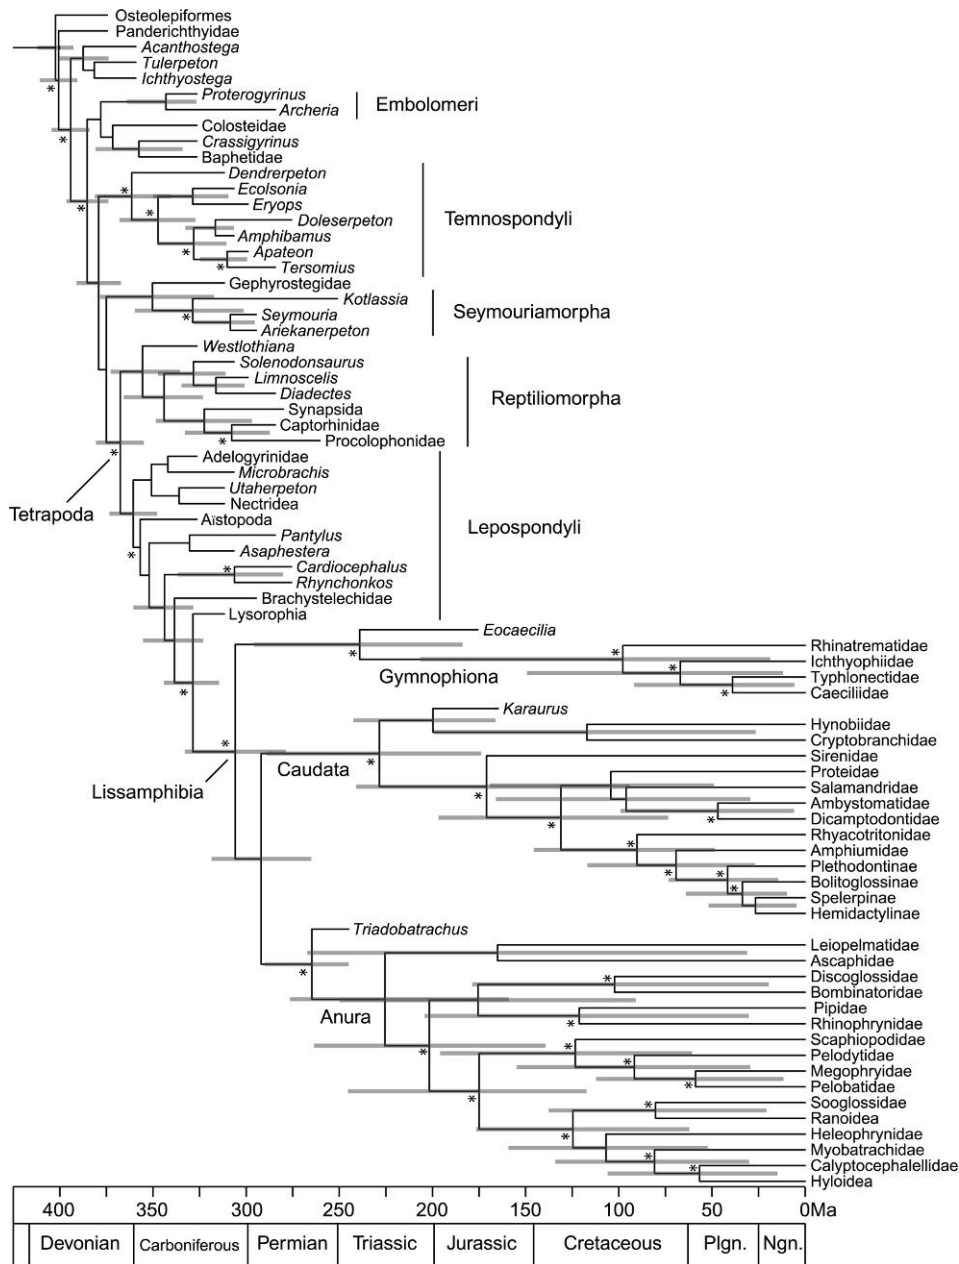 Osteolepiformes
Panderichthyidae
Acanthostega
Tulerpeton
Ichthyostega
Proterogyrinus
Archeria
Embolomeri
Colosteidae
Crassigyrinus
Baphetidae
Dendrerpeton
Ecolsonia
Eryops
Doleserpeton
Temnospondyli
Amphibamus
Apateon
Tersomius
Gephyrostegidae
Kotlassia
Seymouria
Seymouriamorpha
Ariekanerpeton
Westlothiana
Solenodonsaurus
Limnoscelis
Diadectes
Reptiliomorpha
Synapsida
Captorhinidae
Procolophonidae
Adelogyrinidae
Microbrachis
Utaherpeton
Nectridea
Tetrapoda
Aïstopoda
Lepospondyli
Pantylus
Asaphestera
Cardiocephalus
Rhynchonkos
Brachystelechidae
Lysorophia
Eocaecilia
Rhinatrematidae
Ichthyophiidae
Gymnophiona
Typhlonectidae
Caeciliidae
Karaurus
Hynobiidae
Cryptobranchidae
Sirenidae
Caudata
Proteidae
Salamandridae
Lissamphibia
Ambystomatidae
Dicamptodontidae
Rhyacotritonidae
Amphiumidae
Plethodontinae
Bolitoglossinae
Spelerpinae
Hemidactylinae
Triadobatrachus
Leiopelmatidae
Ascaphidae
Discoglossidae
Bombinatoridae
Pipidae
Anura
Rhinophrynidae
Scaphiopodidae
Pelodytidae
Megophryidae
Pelobatidae
Sooglossidae
Ranoidea
Heleophrynidae
Myobatrachidae
Calyptocephalellidae
Hyloidea
400 350 300 250 200 150 100 50 0Ma
Devonian Carboniferous Permian Triassic Jurassic Cretaceous Plgn. Ngn.